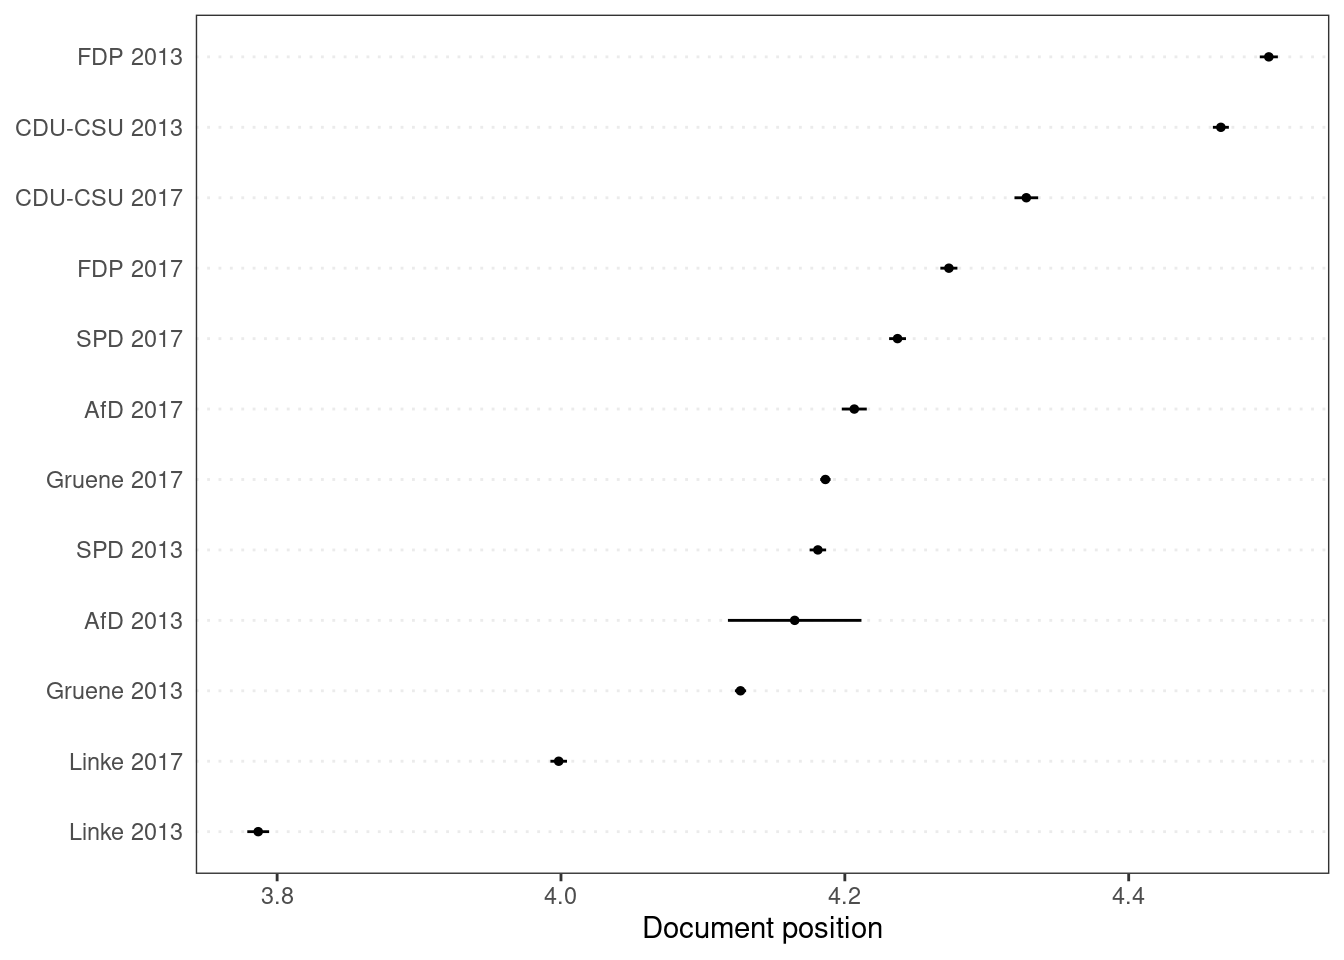 FDP 2013
CDU-CSU 2013
CDU-CSU 2017
FDP 2017
SPD 2017
AfD 2017
Gruene 2017
SPD 2013
AfD 2013
Gruene 2013
Linke 2017
Linke 2013
3.8 4.0 4.2 4.4
Document position